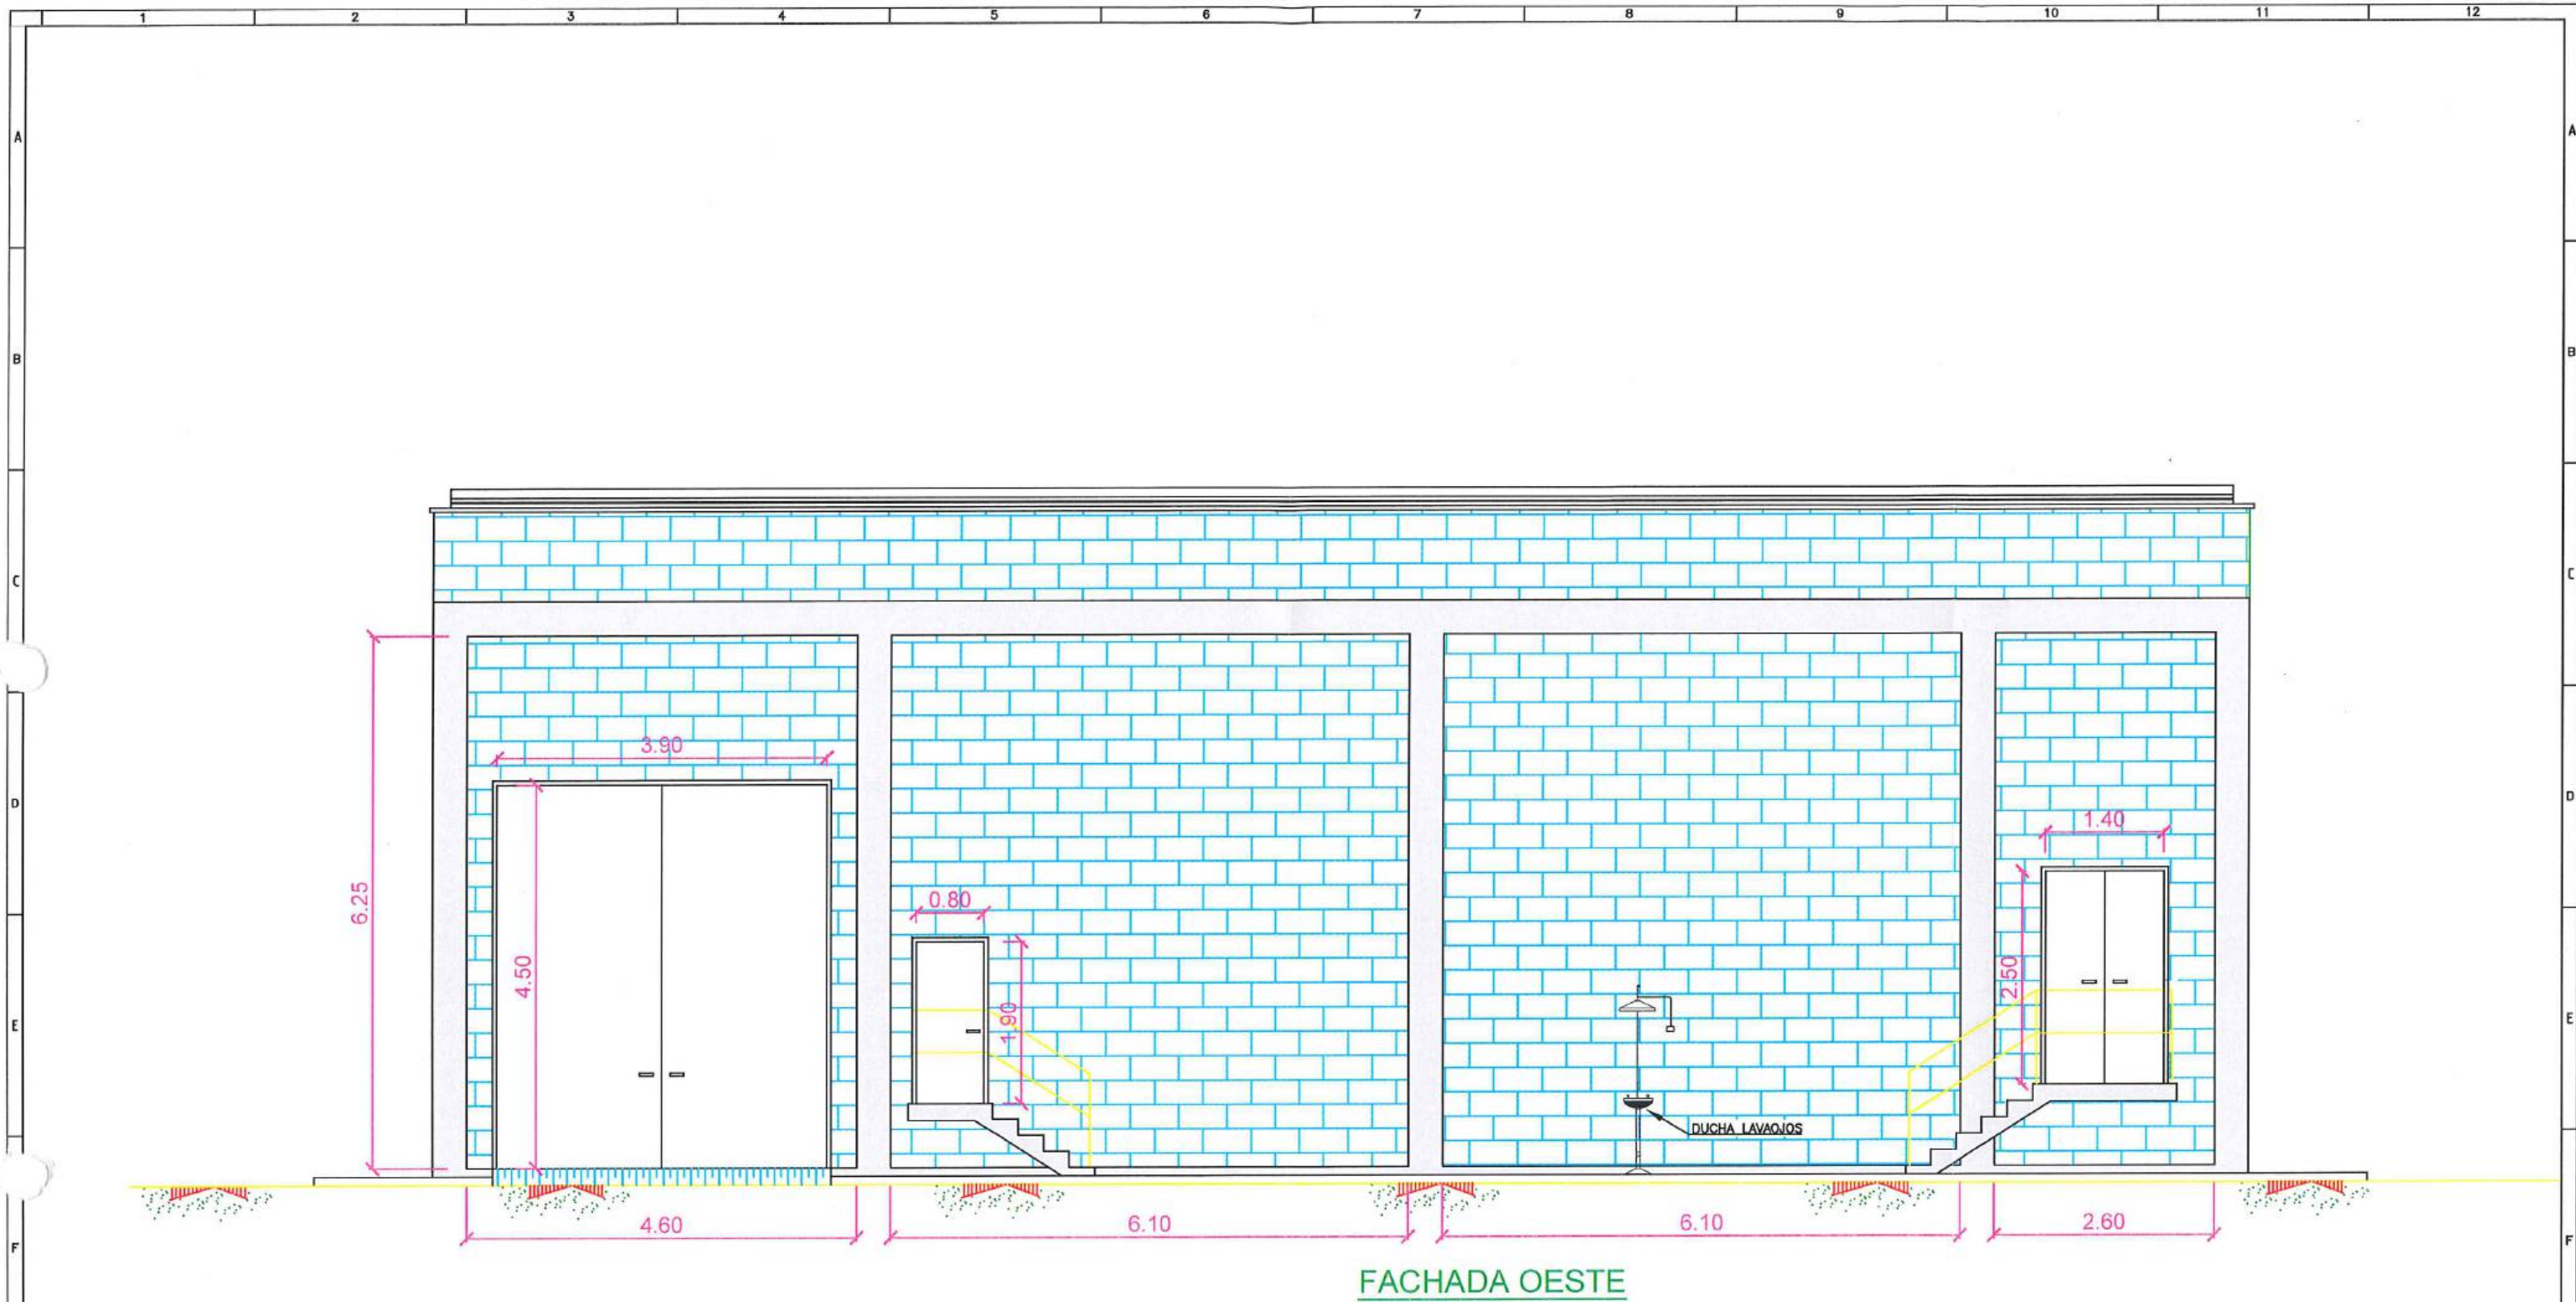 1 2 3 4 5 6 7 8 9 10 11 12
A A
B B
C C
3.90
D D
1.40
6.25
0.80
4.50
2.50
1.90
E E
DUCHA LAVAOJOS
4.60 6.10 6.10 2.60
F F
FACHADA OESTE